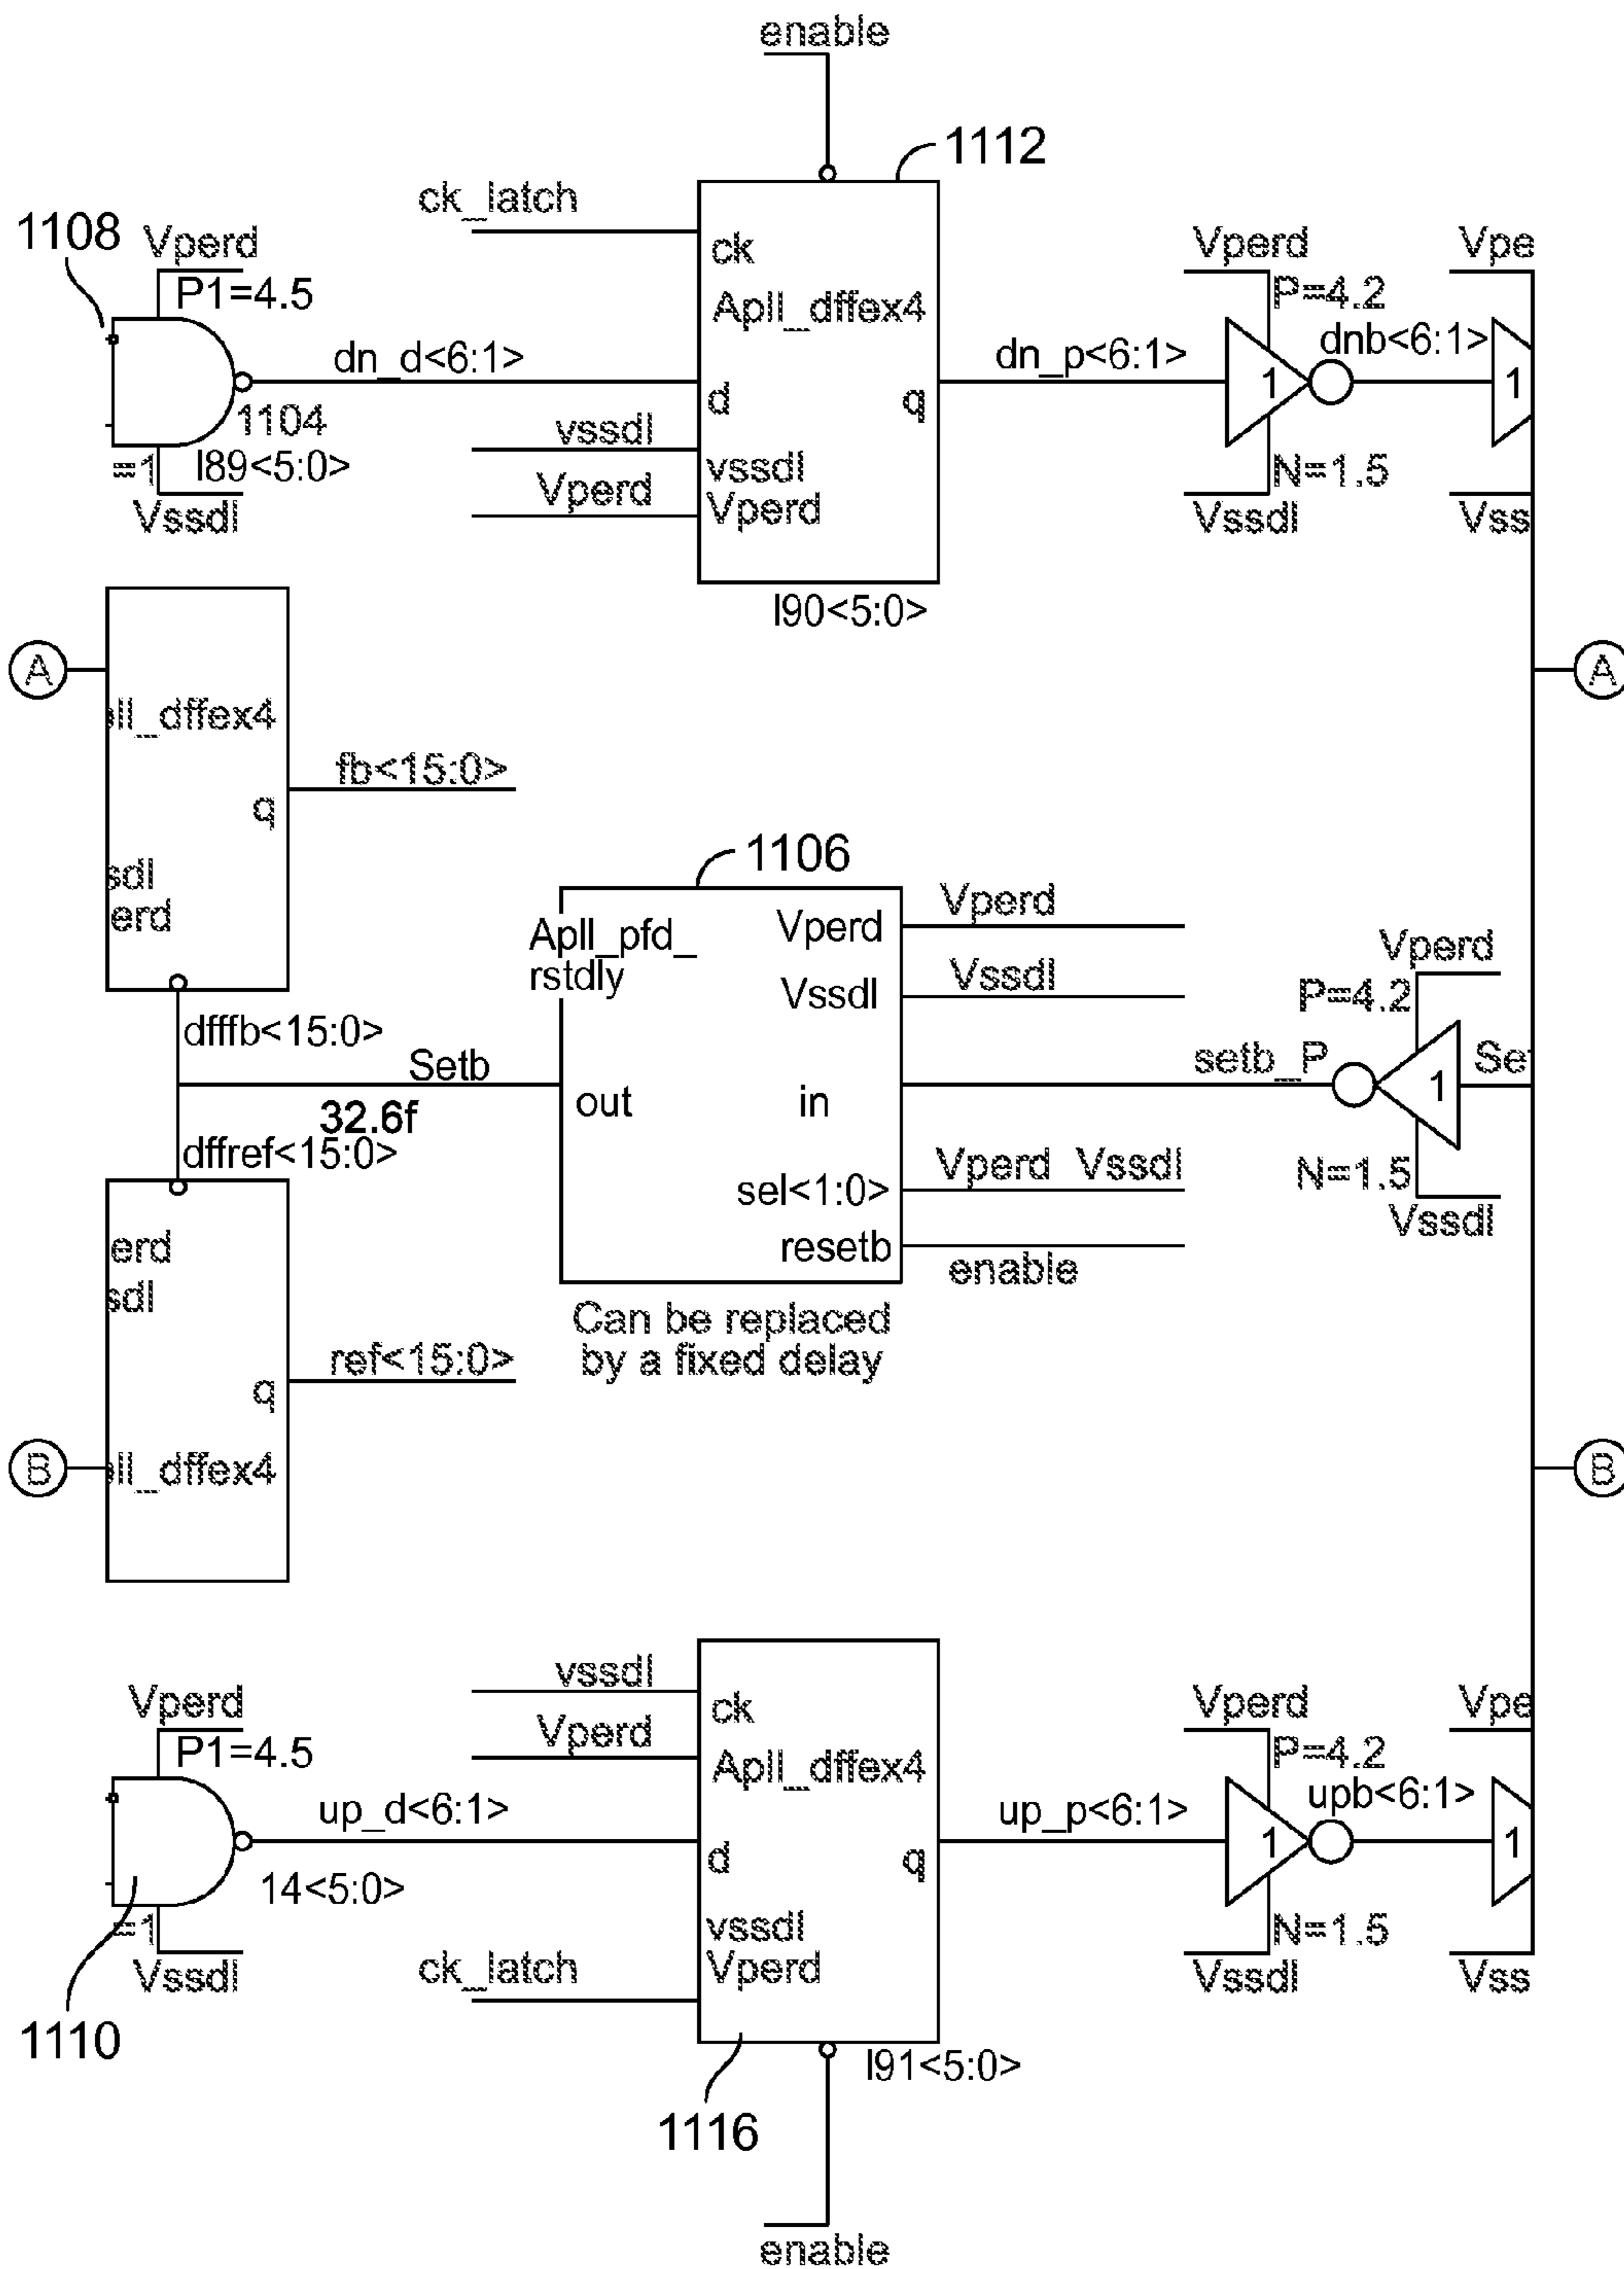 enable
1112
ck_latch
1108
Vperd
P1=4.5
ck
Apll_dffex4
dn_d<6:1>
d
q
1104
=1
I89<5:0>
Vssdl
vssdl
vssdl
Vperd
Vperd
I90<5:0>
dn_p<6:1>
Vperd
P=4.2
1
dnb<6:1>
N=1.5
Vssdl
Vpe
1
Vss
A
ll_dffex4
fb<15:0>
q
sdl
erd
A
1106
Apll_pfd_
rstdly
Vperd
Vperd
Vssdl
Vssdl
Vperd
P=4.2
dfffb<15:0>
Setb
32.6f
out
in
setb_P
1
Se
dffref<15:0>
sel<1:0>
Vperd Vssdl
N=1.5
Vssdl
resetb
enable
erd
sdl
Can be replaced
by a fixed delay
ref<15:0>
q
B
ll_dffex4
B
vssdl
ck
Vperd
Apll_dffex4
Vperd
P1=4.5
up_d<6:1>
d
q
14<5:0>
=1
Vssdl
vssdl
ck_latch
Vperd
1110
I91<5:0>
1116
up_p<6:1>
Vperd
P=4.2
1
upb<6:1>
N=1.5
Vssdl
Vpe
1
Vss
enable